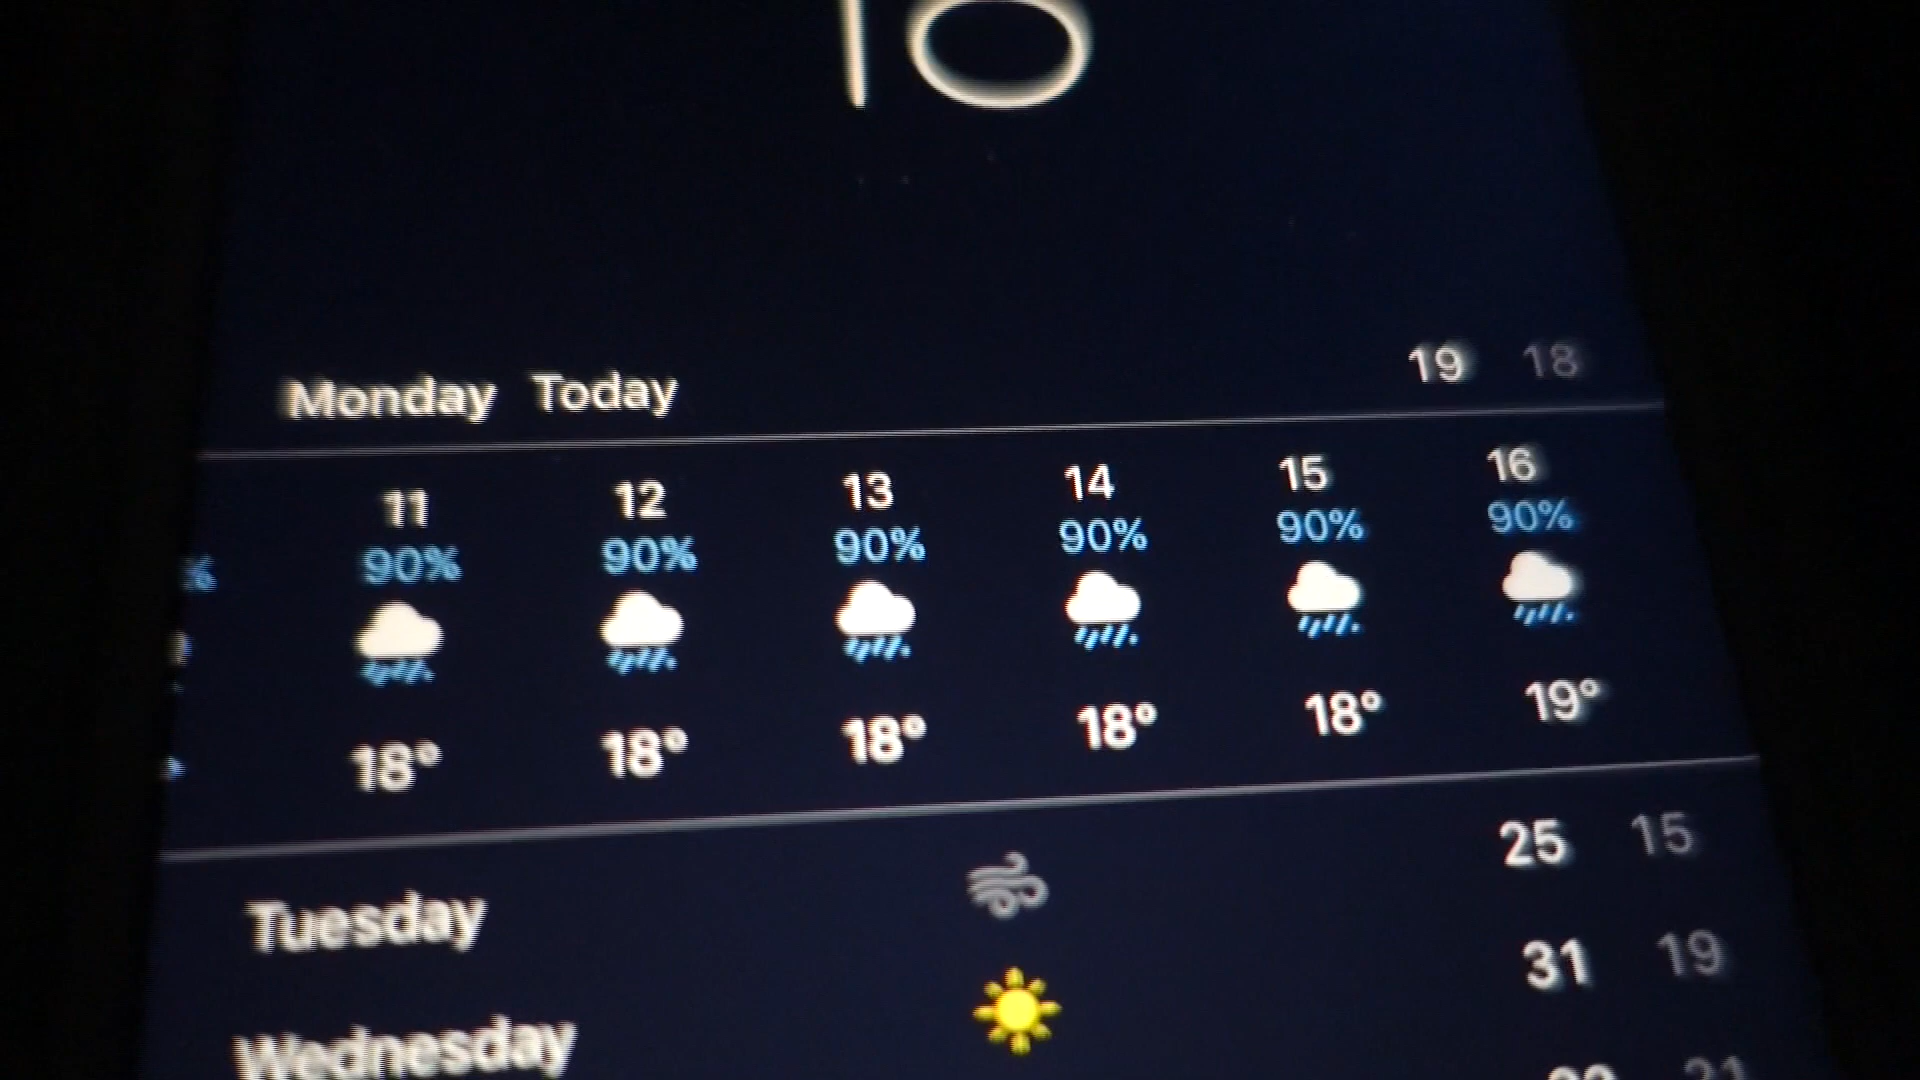 Monday Today 19 18
11 12 13 14 15 16
% 90% 90% 90% 90% 90% 90%
18° 18° 18° 18° 18° 19°
Tuesday 25 15
31 19
Wednesday